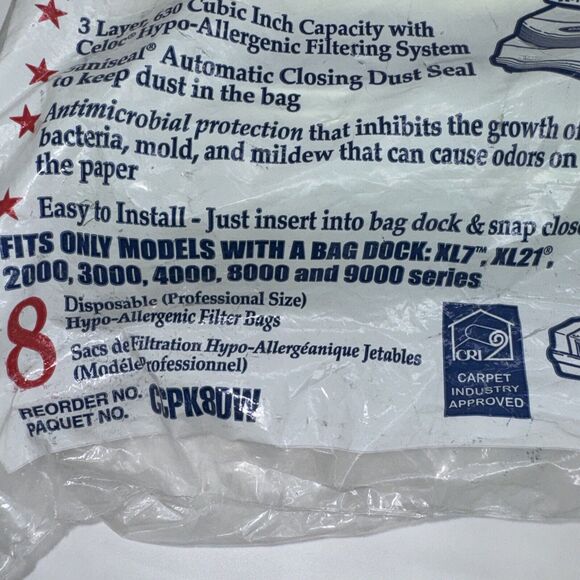 3 Layer, 630 Cubic Inch Capacity with
Celoc® Hypo-Allergenic Filtering System
Saniseal® Automatic Closing Dust Seal
to keep dust in the bag
Antimicrobial protection that inhibits the growth of
bacteria, mold, and mildew that can cause odors on
the paper
Easy to Install - Just insert into bag dock & snap close
FITS ONLY MODELS WITH A BAG DOCK: XL7™, XL21®,
2000, 3000, 4000, 8000 and 9000 series
8
Disposable (Professional Size)
Hypo-Allergenic Filter Bags
Sacs de Filtration Hypo-Allergéanique Jetables
(Modéle Professionnel)
REORDER NO.
PAQUET NO. CCPK8DW
CRI
CARPET
INDUSTRY
APPROVED